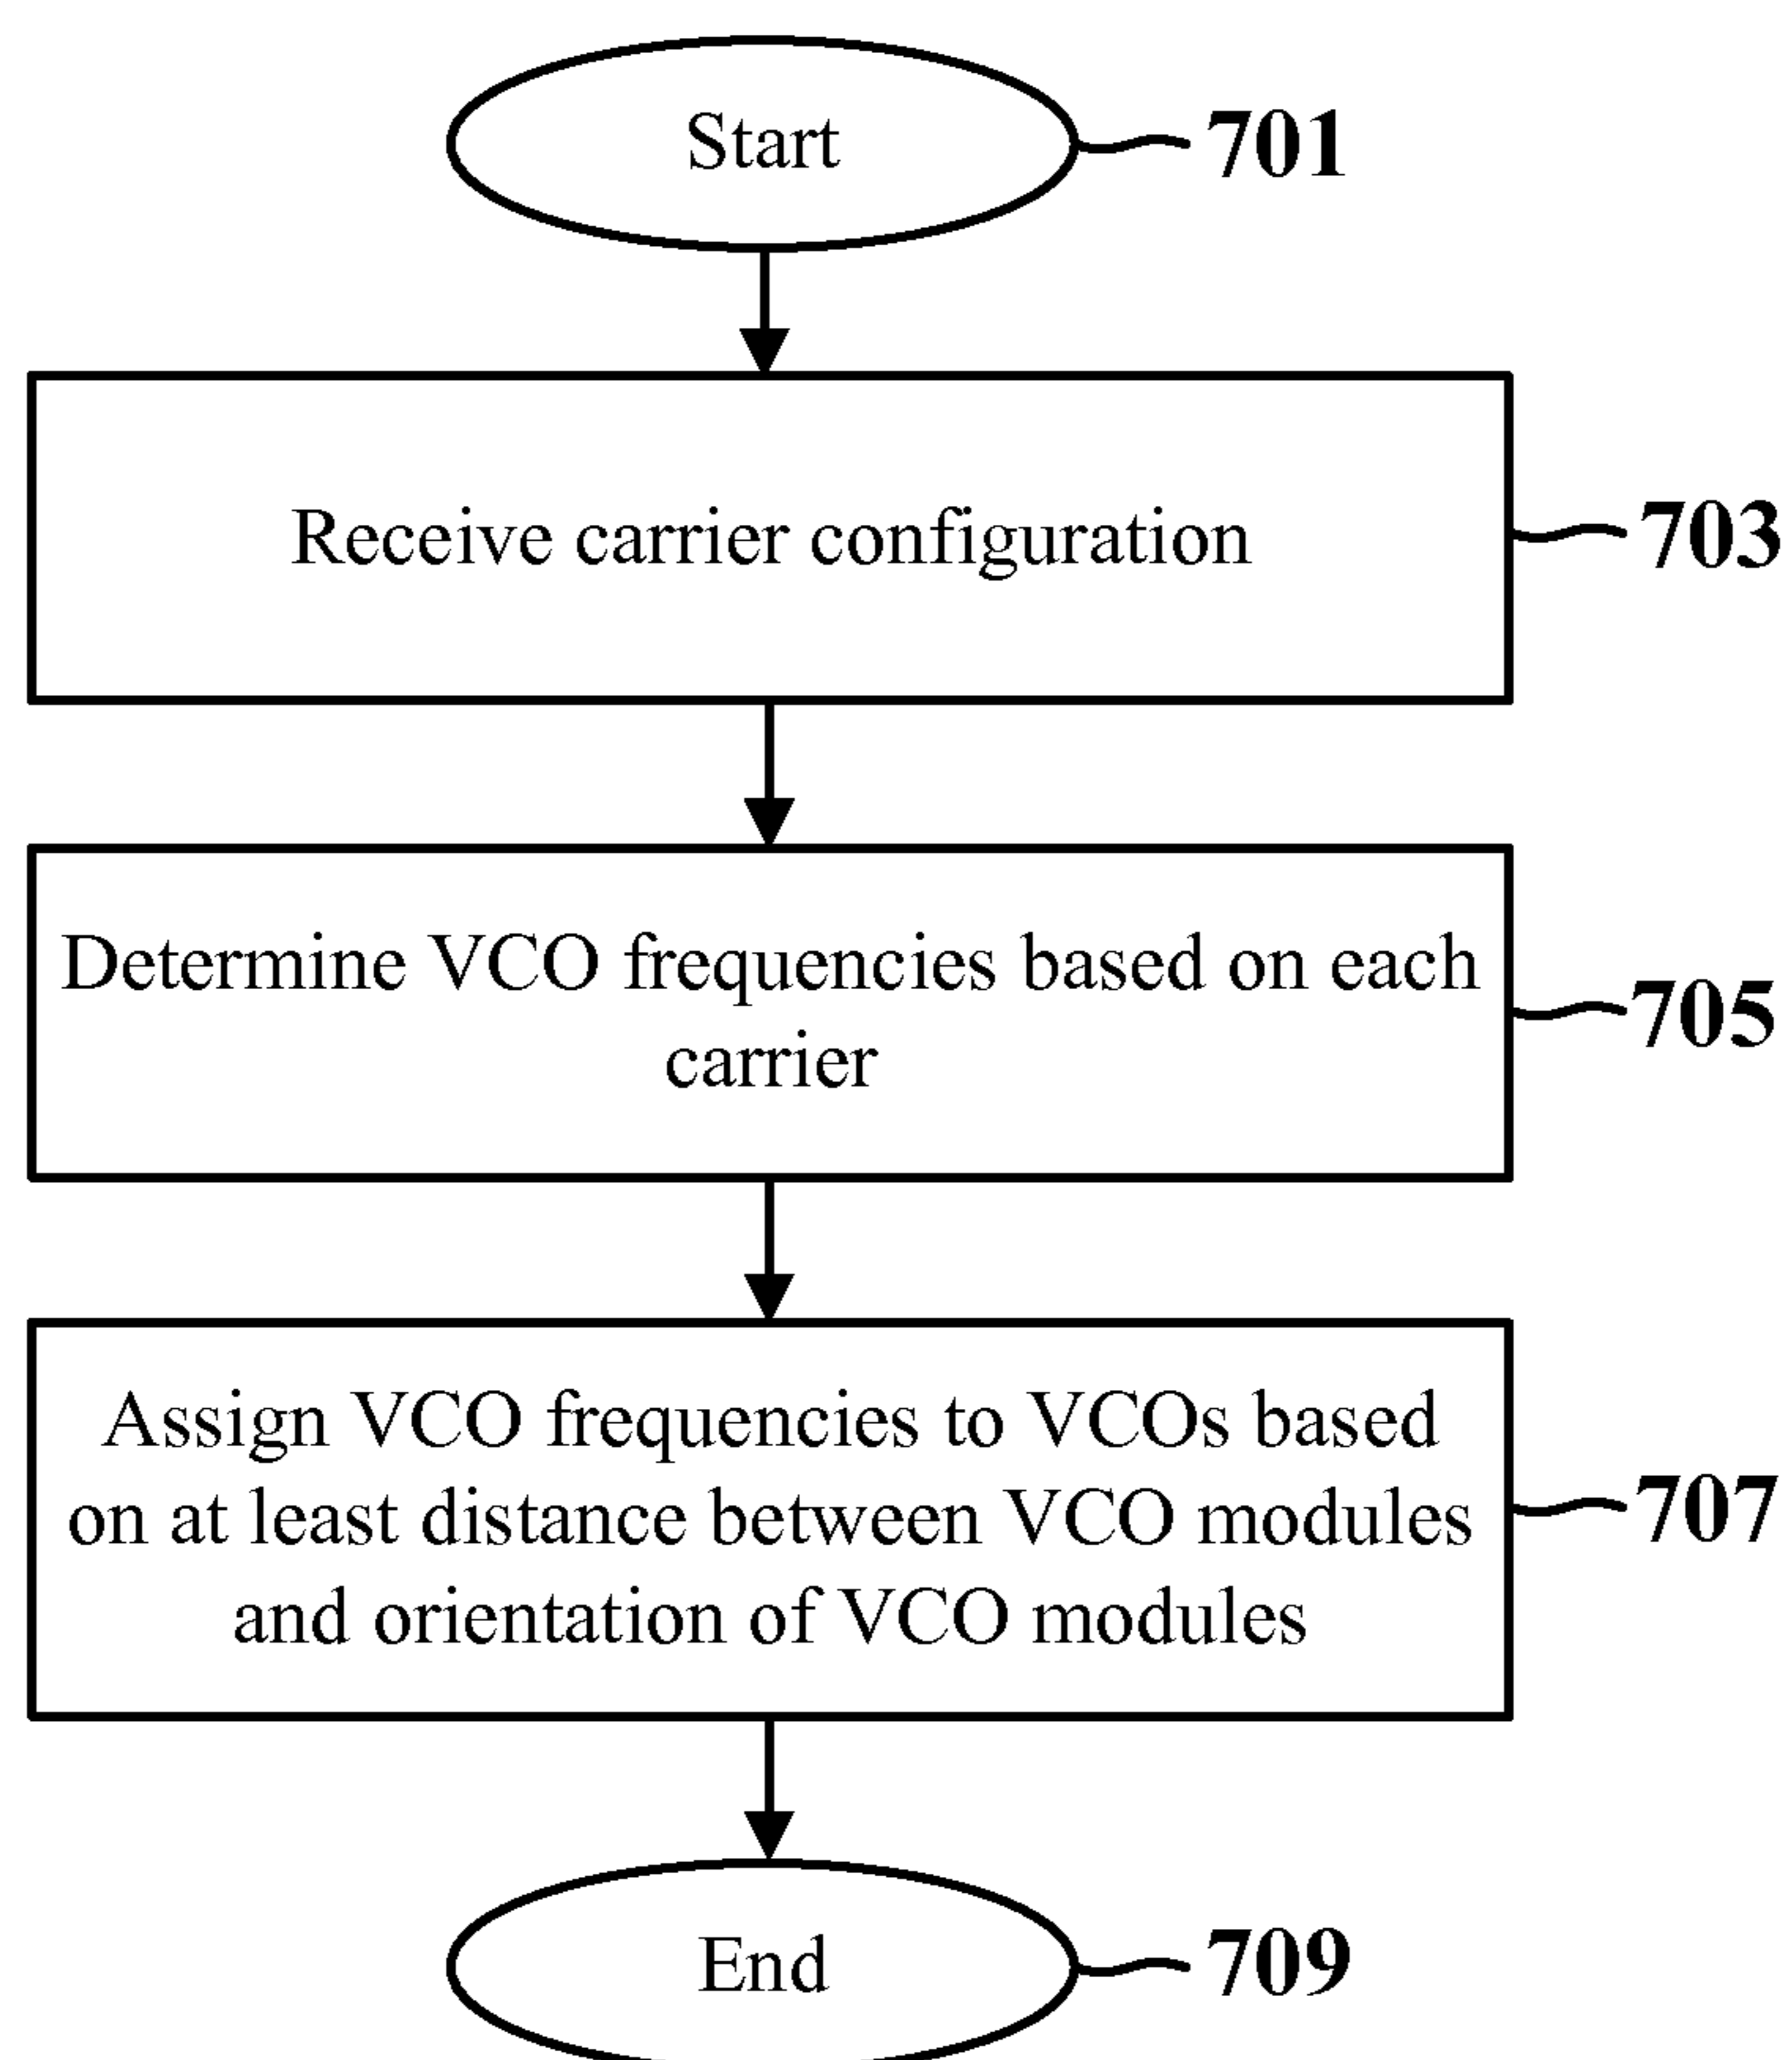 Start
701
Receive carrier configuration
703
Determine VCO frequencies based on each
carrier
705
Assign VCO frequencies to VCOs based
on at least distance between VCO modules
and orientation of VCO modules
707
End
709